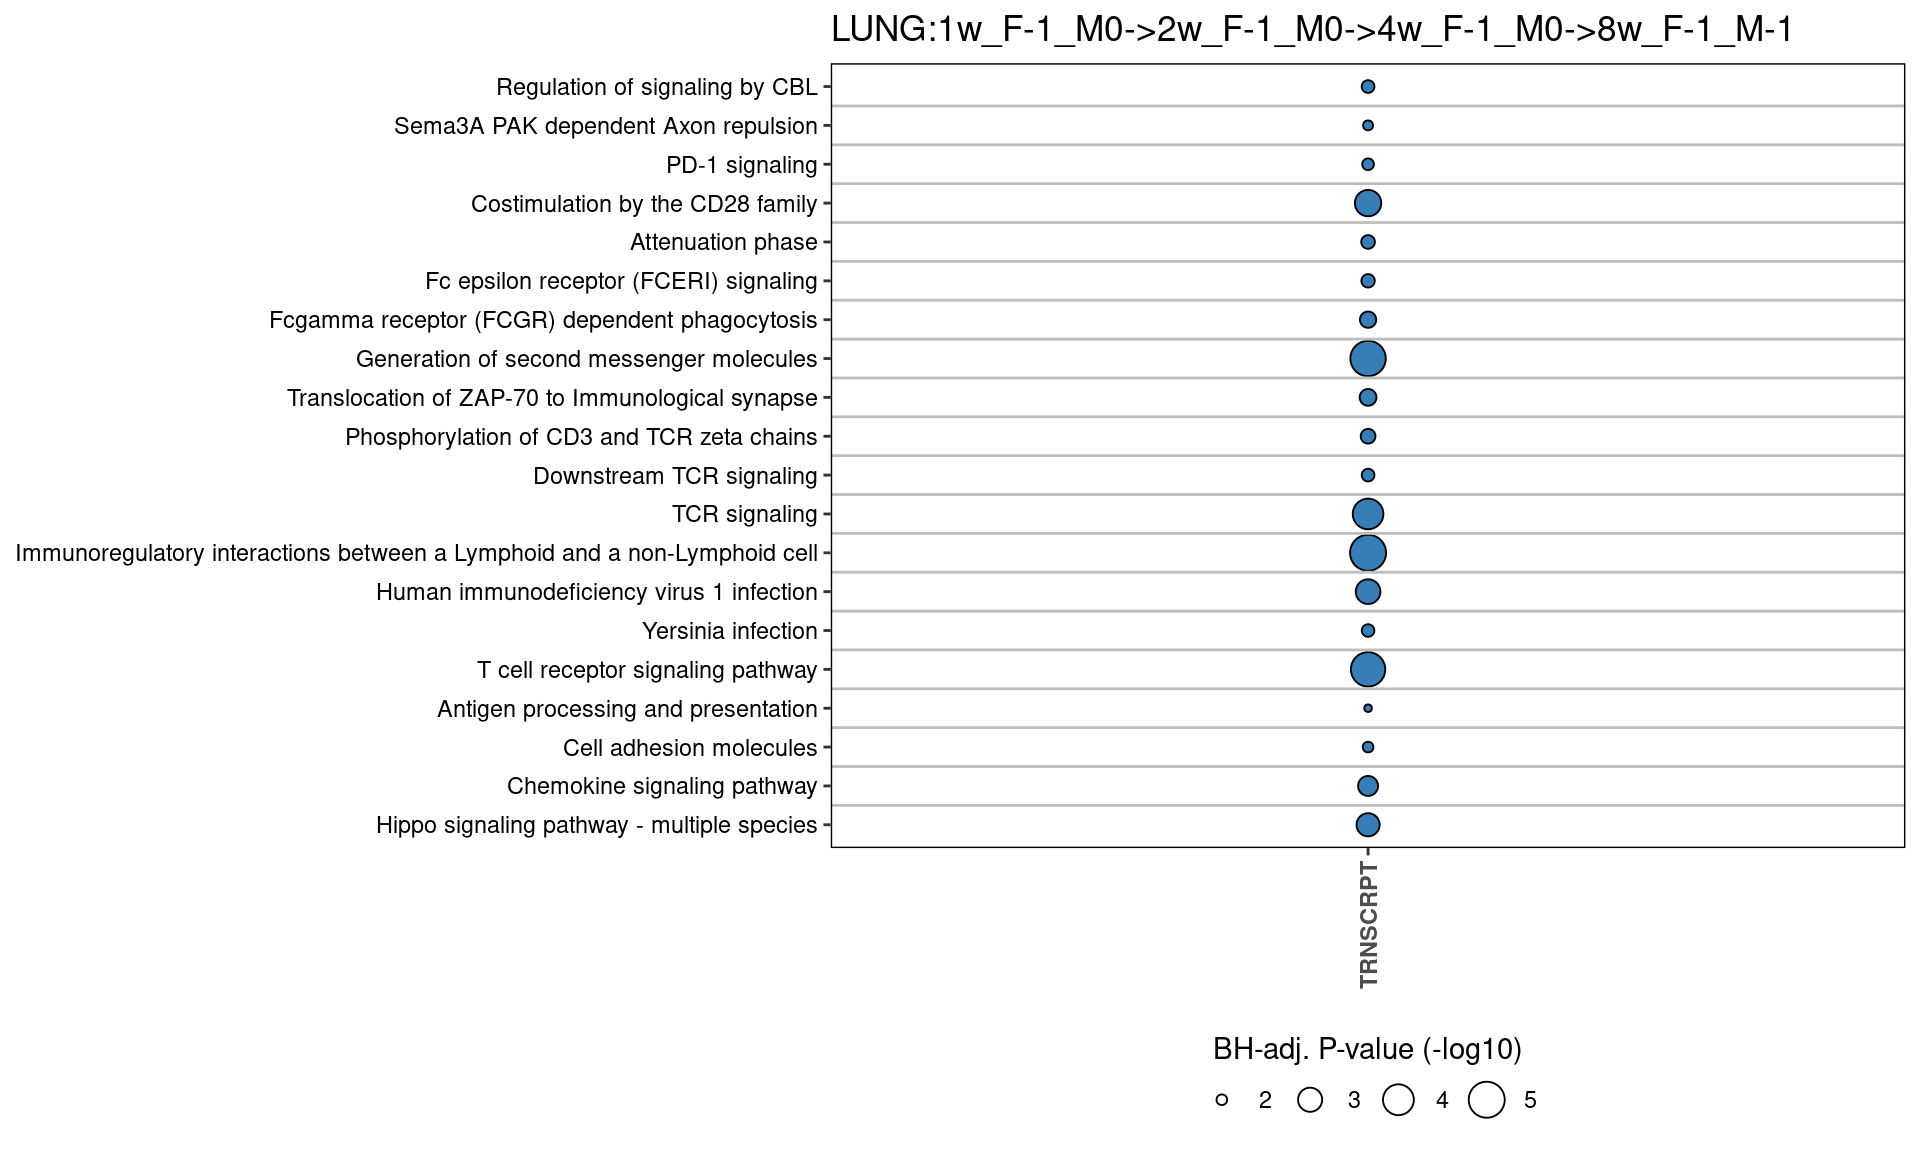 LUNG:1w_F-1_M0->2w_F-1_M0->4w_F-1_M0->8w_F-1_M-1
Regulation of signaling by CBL
Sema3A PAK dependent Axon repulsion
PD-1 signaling
Costimulation by the CD28 family
Attenuation phase
Fc epsilon receptor (FCERI) signaling
Fcgamma receptor (FCGR) dependent phagocytosis
Generation of second messenger molecules
Translocation of ZAP-70 to Immunological synapse
Phosphorylation of CD3 and TCR zeta chains
Downstream TCR signaling
TCR signaling
Immunoregulatory interactions between a Lymphoid and a non-Lymphoid cell
Human immunodeficiency virus 1 infection
Yersinia infection
T cell receptor signaling pathway
Antigen processing and presentation
Cell adhesion molecules
Chemokine signaling pathway
Hippo signaling pathway - multiple species
TRNSCRPT
BH-adj. P-value (-log10)
2 3 4 5